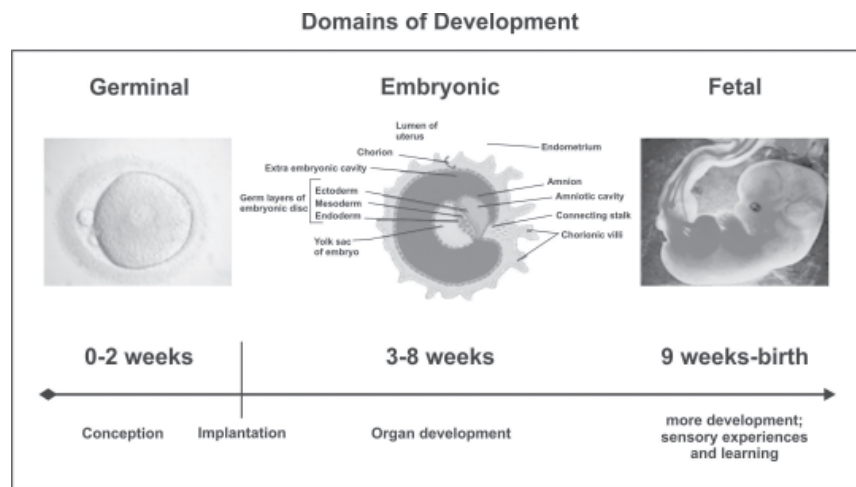 Domains of Development
Germinal
Embryonic
Fetal
Lumen of
uterus
Chorion
Endometrium
Extra embryonic cavity
Amnion
Germ layers of
embryonic disc
Ectoderm
Mesoderm
Endoderm
Amniotic cavity
Connecting stalk
Yolk sac
of embryo
Chorionic villi
0-2 weeks
3-8 weeks
9 weeks-birth
Conception
Implantation
Organ development
more development;
sensory experiences
and learning